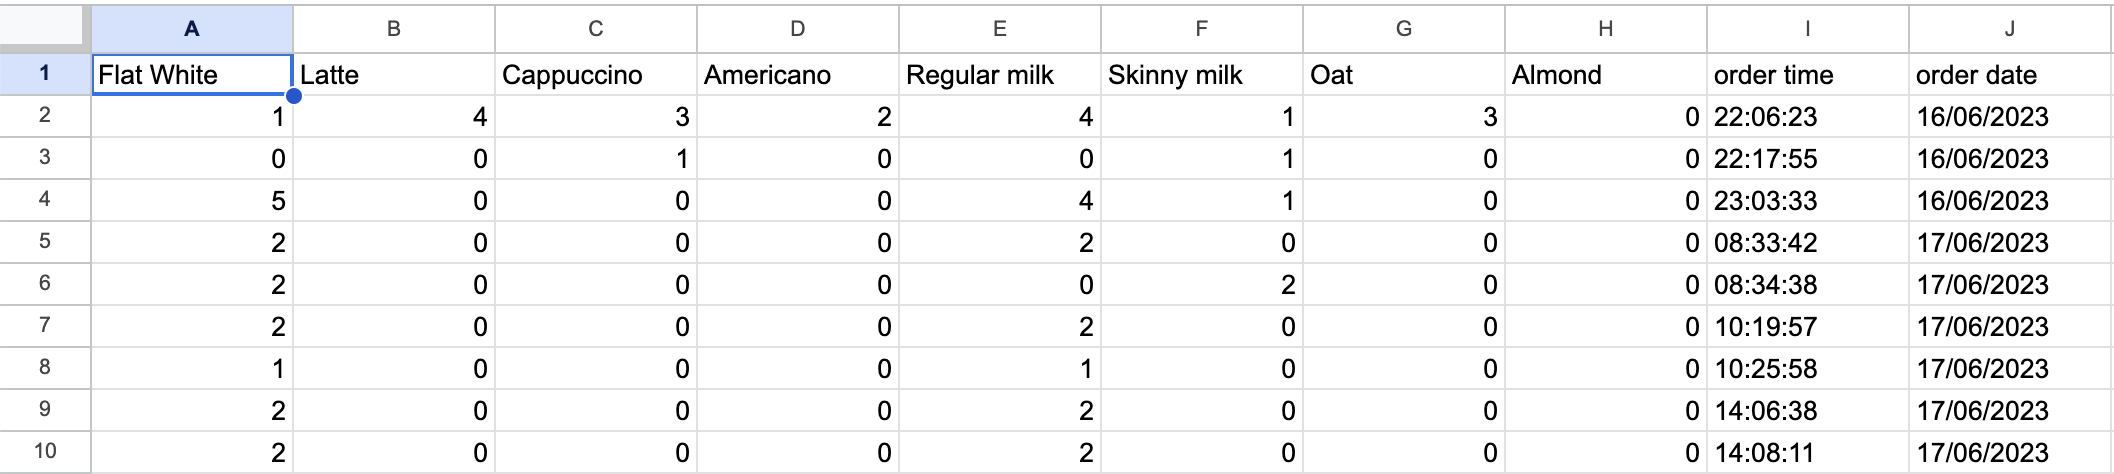 A B C D E F G H I J
1 Flat White Latte Cappuccino Americano Regular milk Skinny milk Oat Almond order time order date
2 1 4 3 2 4 1 3 0 22:06:23 16/06/2023
3 0 0 1 0 0 1 0 0 22:17:55 16/06/2023
4 5 0 0 0 4 1 0 0 23:03:33 16/06/2023
5 2 0 0 0 2 0 0 0 08:33:42 17/06/2023
6 2 0 0 0 0 2 0 0 08:34:38 17/06/2023
7 2 0 0 0 2 0 0 0 10:19:57 17/06/2023
8 1 0 0 0 1 0 0 0 10:25:58 17/06/2023
9 2 0 0 0 2 0 0 0 14:06:38 17/06/2023
10 2 0 0 0 2 0 0 0 14:08:11 17/06/2023